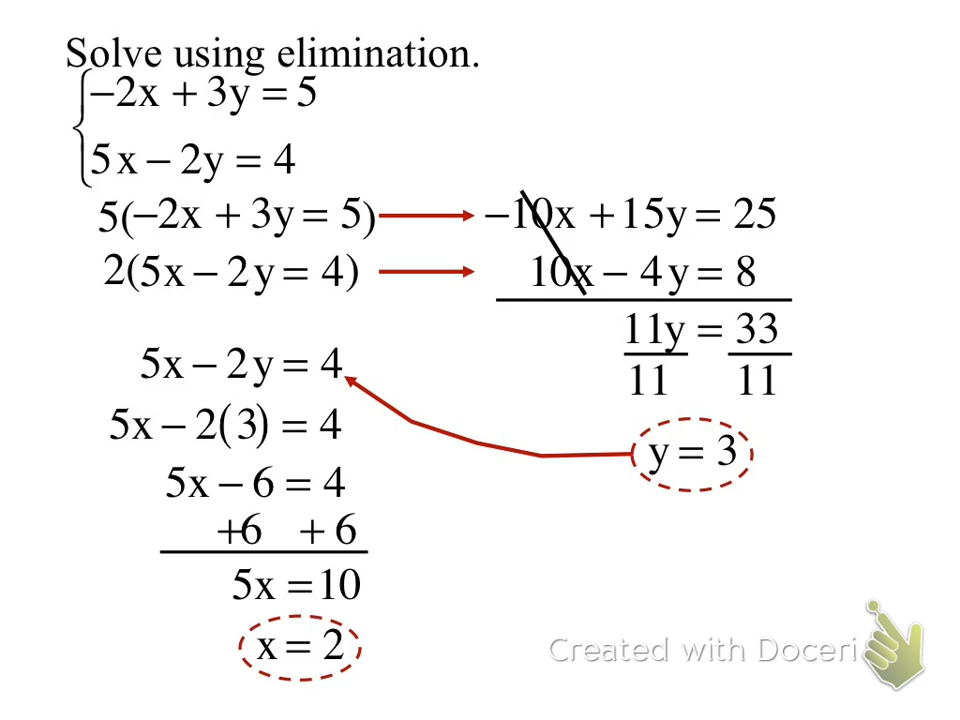 Solve using elimination.
−2x + 3y = 5
5x − 2y = 4
5(−2x + 3y = 5) −10x + 15y = 25
2(5x − 2y = 4) 10x − 4y = 8
11y = 33
11 11
y = 3
5x − 2y = 4
5x − 2(3) = 4
5x − 6 = 4
+6 + 6
5x = 10
x = 2
Created with Doceri